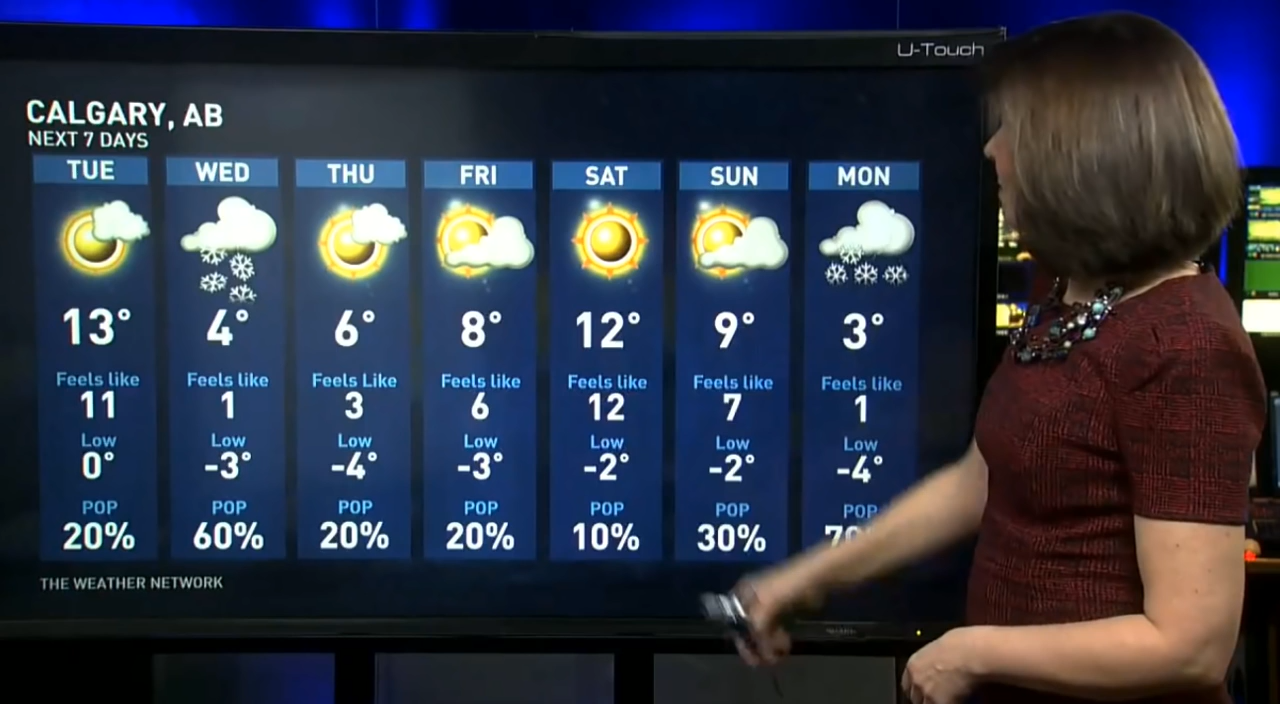 U-Touch
CALGARY, AB
NEXT 7 DAYS
TUE WED THU FRI SAT SUN MON
13° 4° 6° 8° 12° 9° 3°
Feels like Feels like Feels Like Feels like Feels like Feels like Feels like
11 1 3 6 12 7 1
Low Low Low Low Low Low Low
0° -3° -4° -3° -2° -2° -4°
POP POP POP POP POP POP POP
20% 60% 20% 20% 10% 30%
THE WEATHER NETWORK